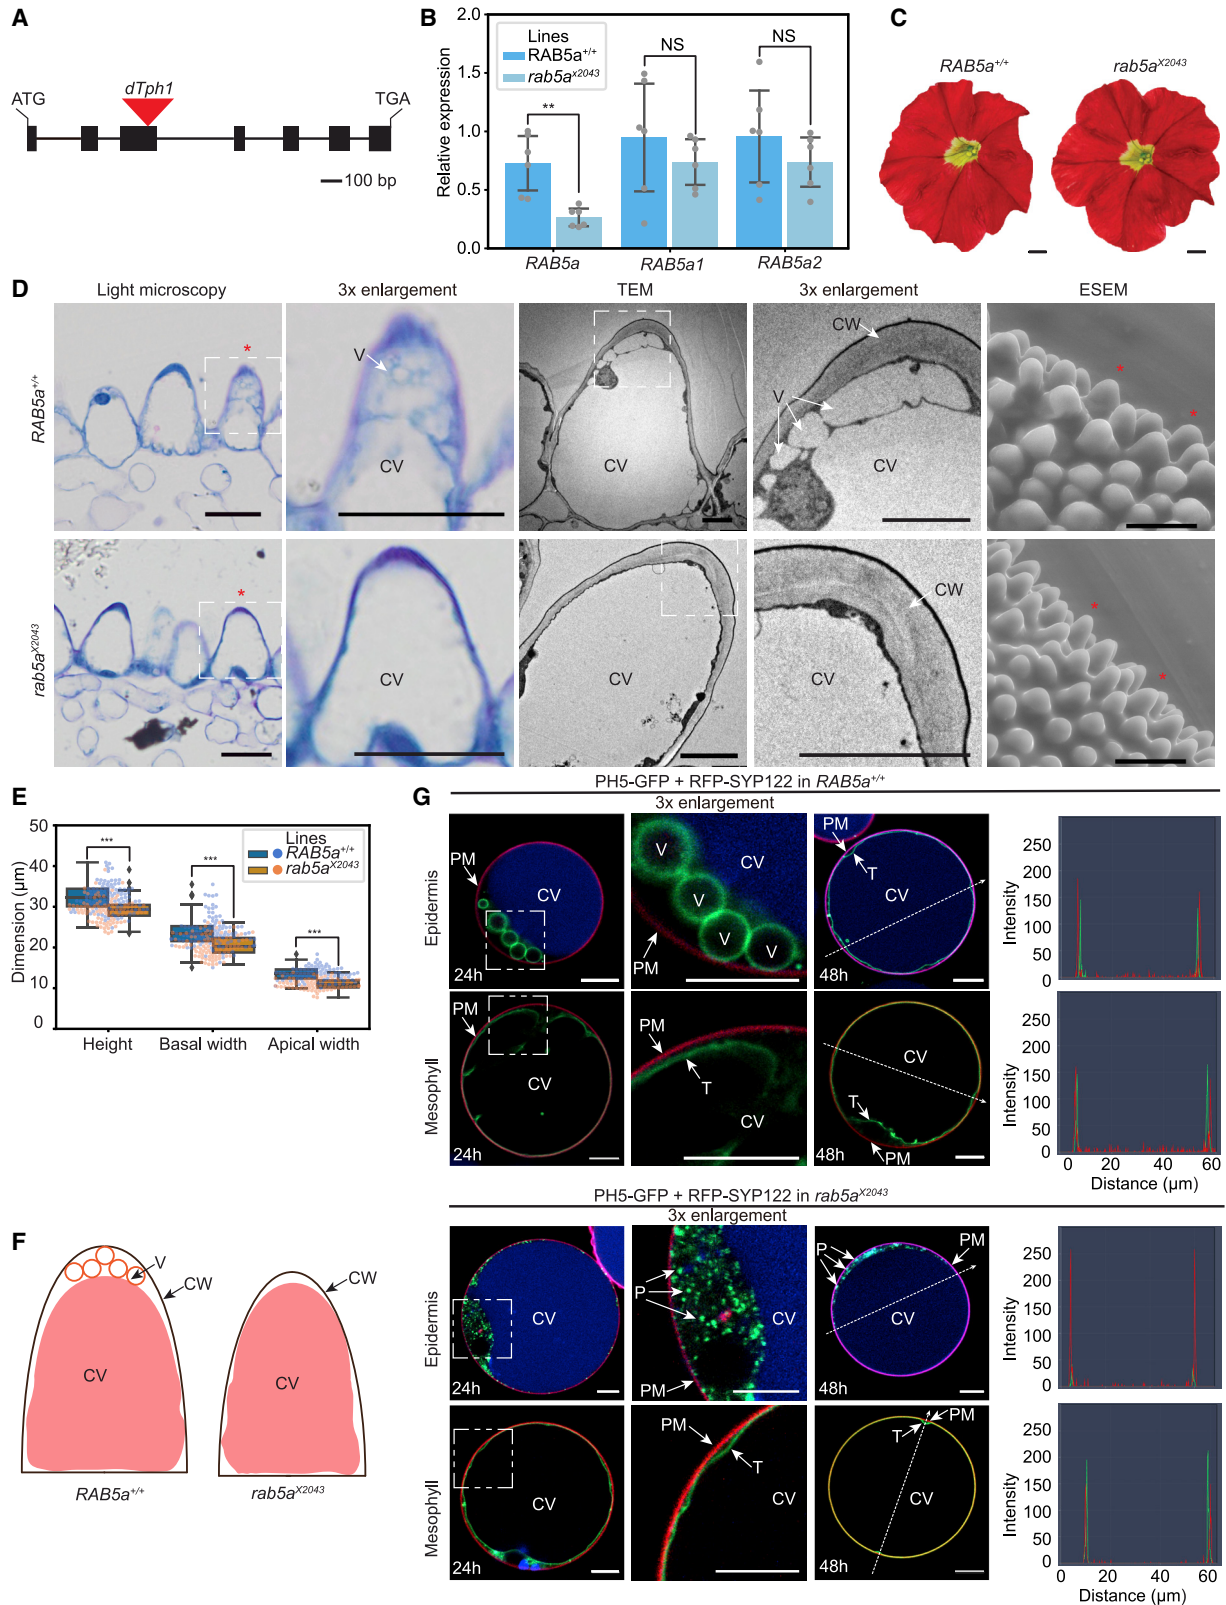 A
ATG
dTph1
TGA
100 bp
B
Relative expression
2.0
1.5
1.0
0.5
0.0
Lines
RAB5a+/+
rab5aX2043
**
NS
NS
RAB5a
RAB5a1
RAB5a2
C
RAB5a+/+
rab5aX2043
D
Light microscopy
3x enlargement
TEM
3x enlargement
ESEM
RAB5a+/+
*
V
CV
CV
CW
V
CV
*
*
rab5aX2043
*
CV
CV
CW
CV
*
*
E
Dimension (µm)
50
40
30
20
10
0
Lines
RAB5a+/+
rab5aX2043
***
***
***
Height
Basal width
Apical width
F
V
CW
CV
RAB5a+/+
CW
CV
rab5aX2043
G
PH5-GFP + RFP-SYP122 in RAB5a+/+
3x enlargement
Epidermis
PM
CV
24h
V
CV
V
V
V
PM
PM
T
CV
48h
Intensity
250
200
150
100
50
0
Mesophyll
PM
CV
24h
PM
T
CV
CV
T
PM
48h
Intensity
250
200
150
100
50
0
0
20
40
60
Distance (µm)
PH5-GFP + RFP-SYP122 in rab5aX2043
3x enlargement
Epidermis
CV
24h
P
CV
PM
P
PM
CV
48h
Intensity
250
200
150
100
50
0
Mesophyll
CV
24h
PM
T
CV
PM
T
CV
48h
Intensity
250
200
150
100
50
0
0
20
40
60
Distance (µm)